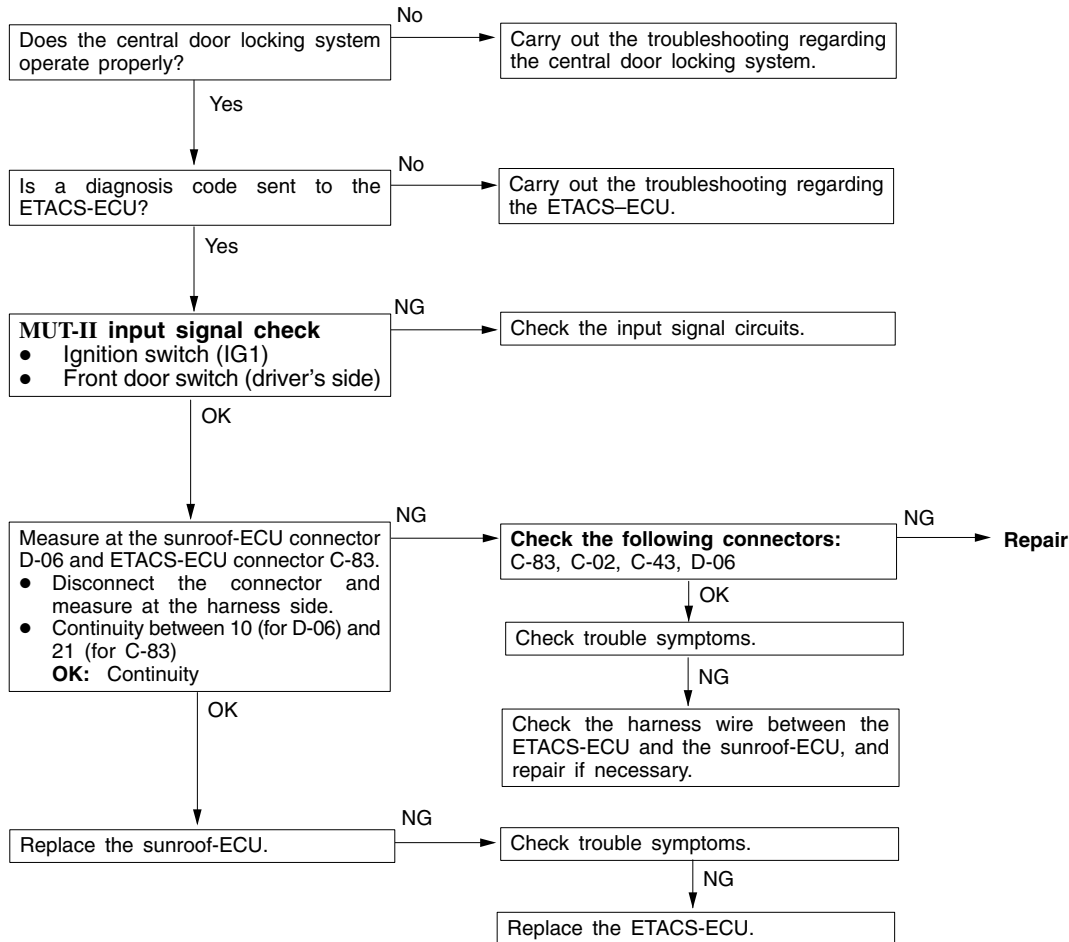 Does the central door locking system
operate properly?
No
Carry out the troubleshooting regarding
the central door locking system.
Yes
Is a diagnosis code sent to the
ETACS-ECU?
No
Carry out the troubleshooting regarding
the ETACS–ECU.
Yes
MUT-II input signal check
● Ignition switch (IG1)
● Front door switch (driver's side)
NG
Check the input signal circuits.
OK
Measure at the sunroof-ECU connector
D-06 and ETACS-ECU connector C-83.
● Disconnect the connector and
measure at the harness side.
● Continuity between 10 (for D-06) and
21 (for C-83)
OK: Continuity
NG
Check the following connectors:
C-83, C-02, C-43, D-06
NG
Repair
OK
Check trouble symptoms.
NG
Check the harness wire between the
ETACS-ECU and the sunroof-ECU, and
repair if necessary.
OK
Replace the sunroof-ECU.
NG
Check trouble symptoms.
NG
Replace the ETACS-ECU.